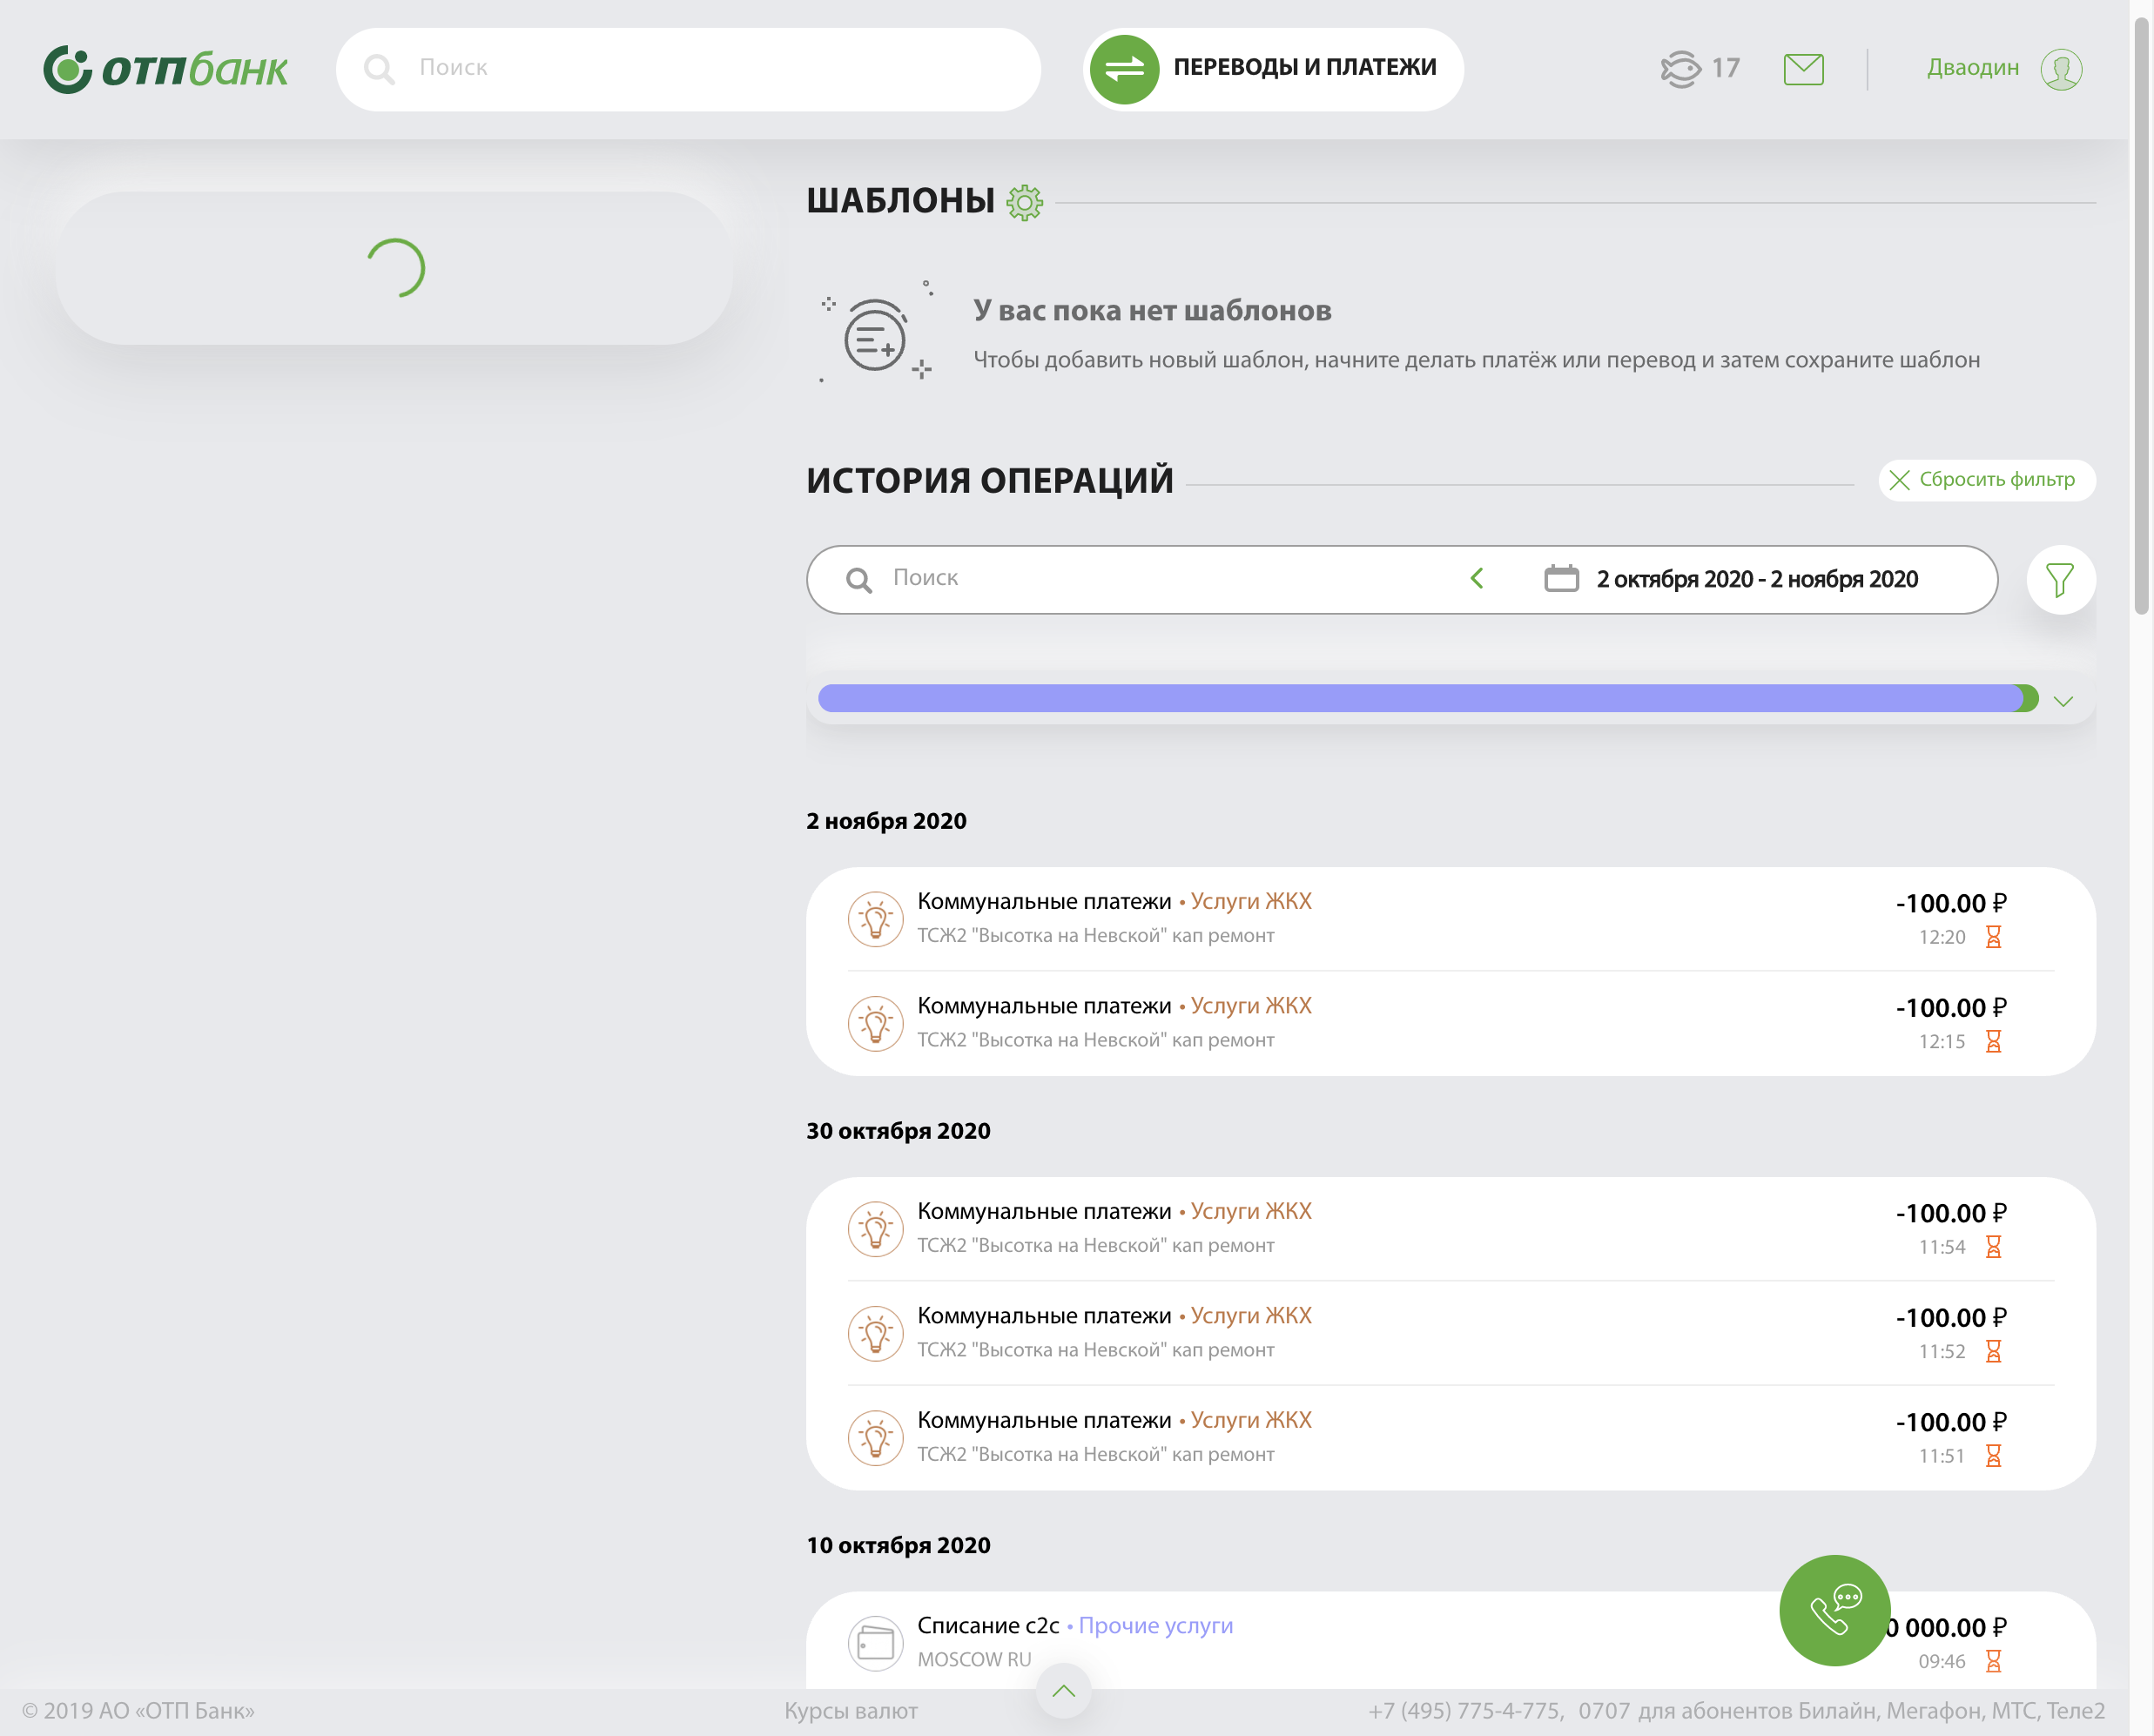 отпбанк
Поиск
ПЕРЕВОДЫ И ПЛАТЕЖИ
17
Дваодин
ШАБЛОНЫ
У вас пока нет шаблонов
Чтобы добавить новый шаблон, начните делать платёж или перевод и затем сохраните шаблон
ИСТОРИЯ ОПЕРАЦИЙ
Сбросить фильтр
Поиск
2 октября 2020 - 2 ноября 2020
2 ноября 2020
Коммунальные платежи • Услуги ЖКХ
-100.00 ₽
ТСЖ2 "Высотка на Невской" кап ремонт
12:20
Коммунальные платежи • Услуги ЖКХ
-100.00 ₽
ТСЖ2 "Высотка на Невской" кап ремонт
12:15
30 октября 2020
Коммунальные платежи • Услуги ЖКХ
-100.00 ₽
ТСЖ2 "Высотка на Невской" кап ремонт
11:54
Коммунальные платежи • Услуги ЖКХ
-100.00 ₽
ТСЖ2 "Высотка на Невской" кап ремонт
11:52
Коммунальные платежи • Услуги ЖКХ
-100.00 ₽
ТСЖ2 "Высотка на Невской" кап ремонт
11:51
10 октября 2020
Списание c2c • Прочие услуги
0 000.00 ₽
MOSCOW RU
09:46
© 2019 АО «ОТП Банк»
Курсы валют
+7 (495) 775-4-775, 0707 для абонентов Билайн, Мегафон, МТС, Теле2